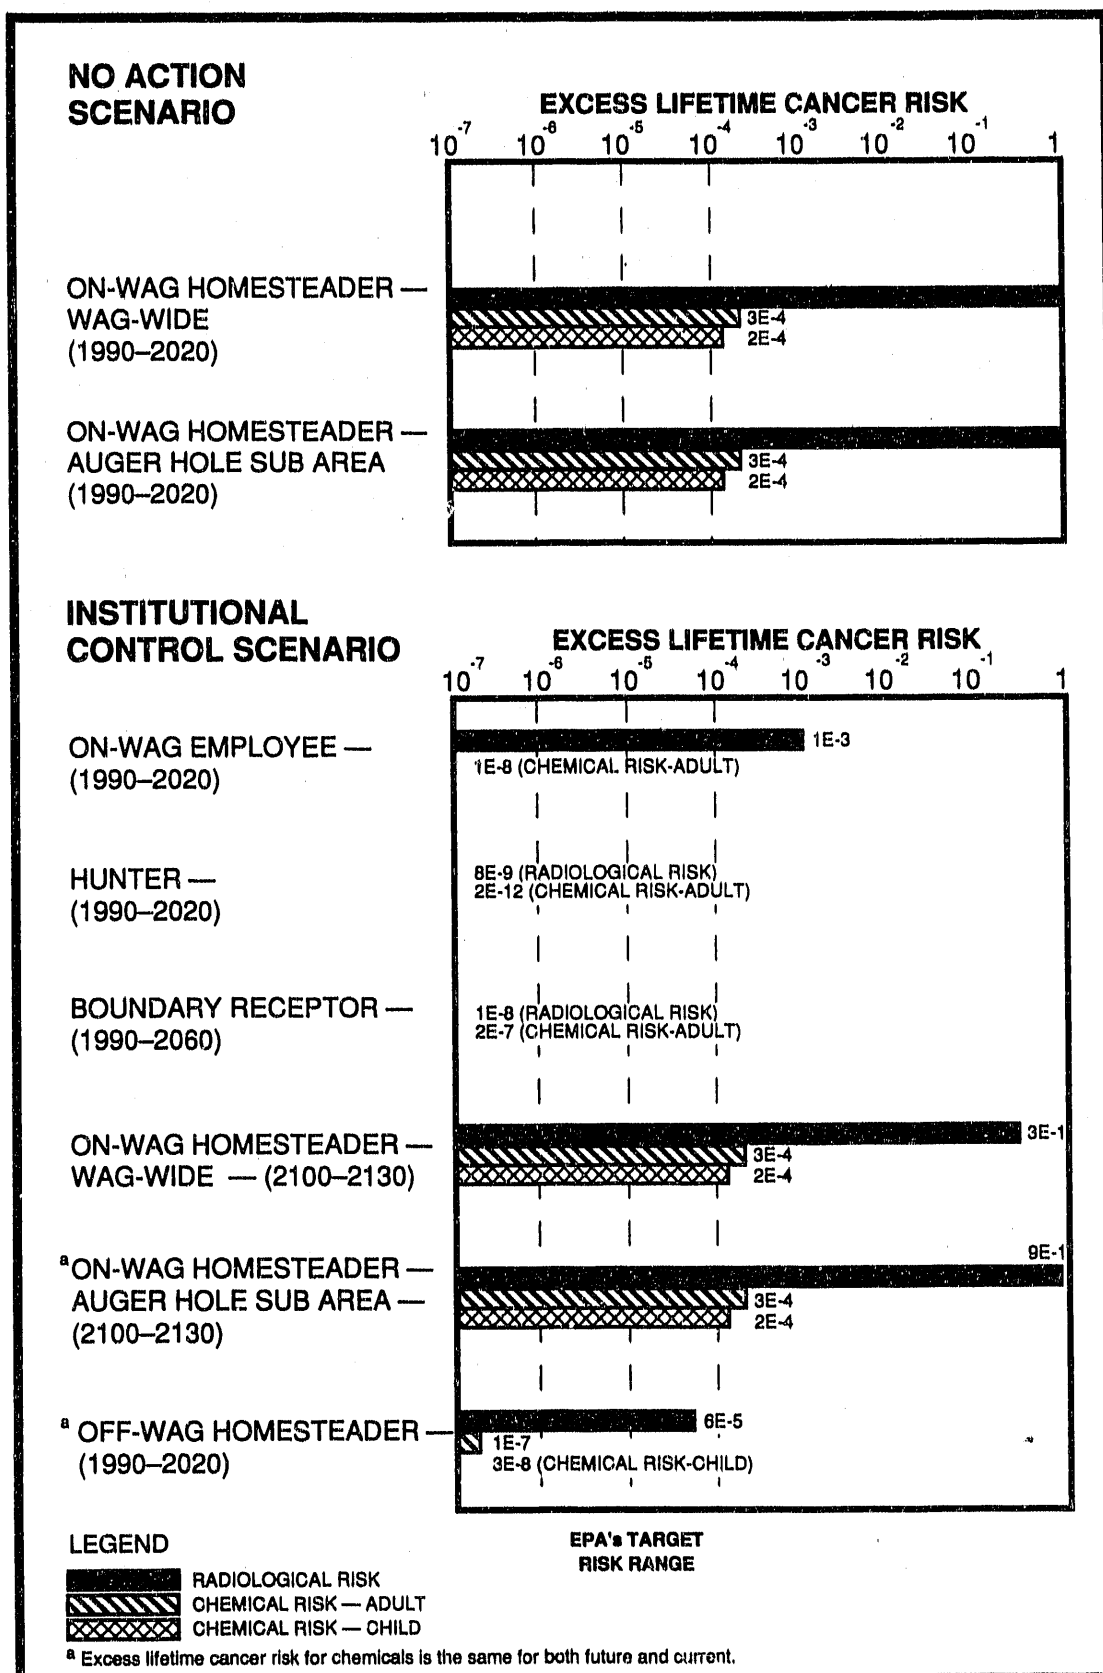 NO ACTION
SCENARIO
EXCESS LIFETIME CANCER RISK
10^-7 10^-6 10^-5 10^-4 10^-3 10^-2 10^-1 1
ON-WAG HOMESTEADER —
WAG-WIDE
(1990–2020)
3E-4
2E-4
ON-WAG HOMESTEADER —
AUGER HOLE SUB AREA
(1990–2020)
3E-4
2E-4
INSTITUTIONAL
CONTROL SCENARIO
EXCESS LIFETIME CANCER RISK
10^-7 10^-6 10^-5 10^-4 10^-3 10^-2 10^-1 1
ON-WAG EMPLOYEE —
(1990–2020)
1E-3
1E-8 (CHEMICAL RISK-ADULT)
HUNTER —
(1990–2020)
8E-9 (RADIOLOGICAL RISK)
2E-12 (CHEMICAL RISK-ADULT)
BOUNDARY RECEPTOR —
(1990–2060)
1E-8 (RADIOLOGICAL RISK)
2E-7 (CHEMICAL RISK-ADULT)
ON-WAG HOMESTEADER —
WAG-WIDE — (2100–2130)
3E-1
3E-4
2E-4
a ON-WAG HOMESTEADER —
AUGER HOLE SUB AREA —
(2100–2130)
9E-1
3E-4
2E-4
a OFF-WAG HOMESTEADER —
(1990–2020)
6E-5
1E-7
3E-8 (CHEMICAL RISK-CHILD)
EPA's TARGET
RISK RANGE
LEGEND
RADIOLOGICAL RISK
CHEMICAL RISK — ADULT
CHEMICAL RISK — CHILD
a Excess lifetime cancer risk for chemicals is the same for both future and current.